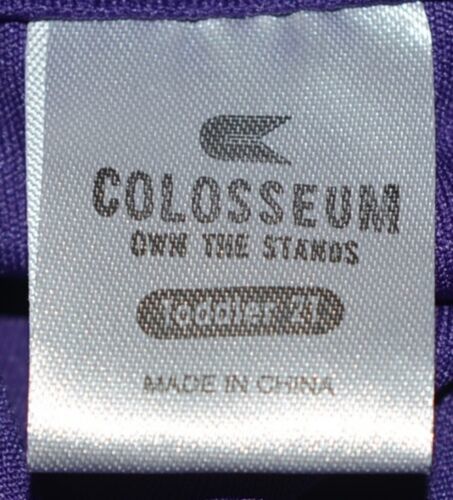 COLOSSEUM
OWN THE STANDS
Toddler 2T
MADE IN CHINA